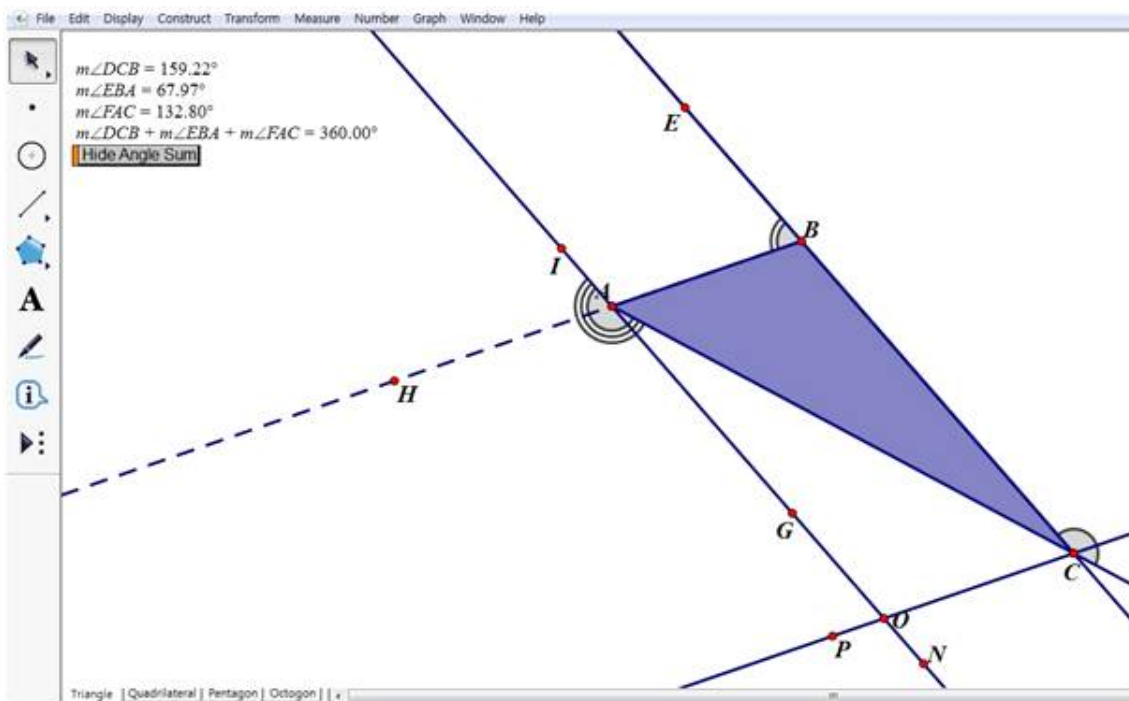 File Edit Display Construct Transform Measure Number Graph Window Help
m∠DCB = 159.22°
m∠EBA = 67.97°
m∠FAC = 132.80°
m∠DCB + m∠EBA + m∠FAC = 360.00°
Hide Angle Sum
E
B
I
A
H
G
C
O
P
N
A
i
Triangle Quadrilateral Pentagon Octogon